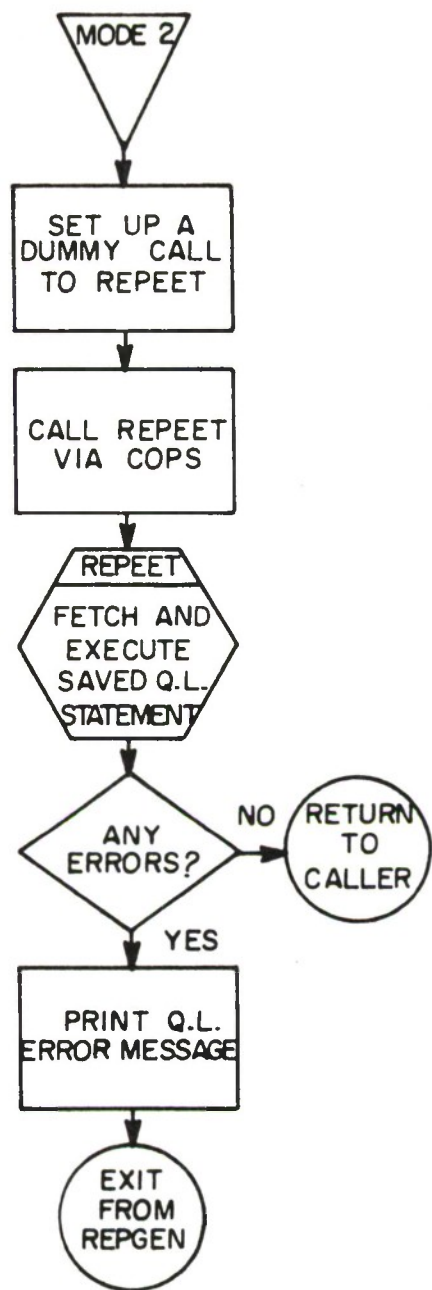 MODE 2
SET UP A
DUMMY CALL
TO REPEET
CALL REPEET
VIA COPS
REPEET
FETCH AND
EXECUTE
SAVED Q.L.
STATEMENT
ANY
ERRORS?
NO
RETURN
TO
CALLER
YES
PRINT Q.L.
ERROR MESSAGE
EXIT
FROM
REPGEN